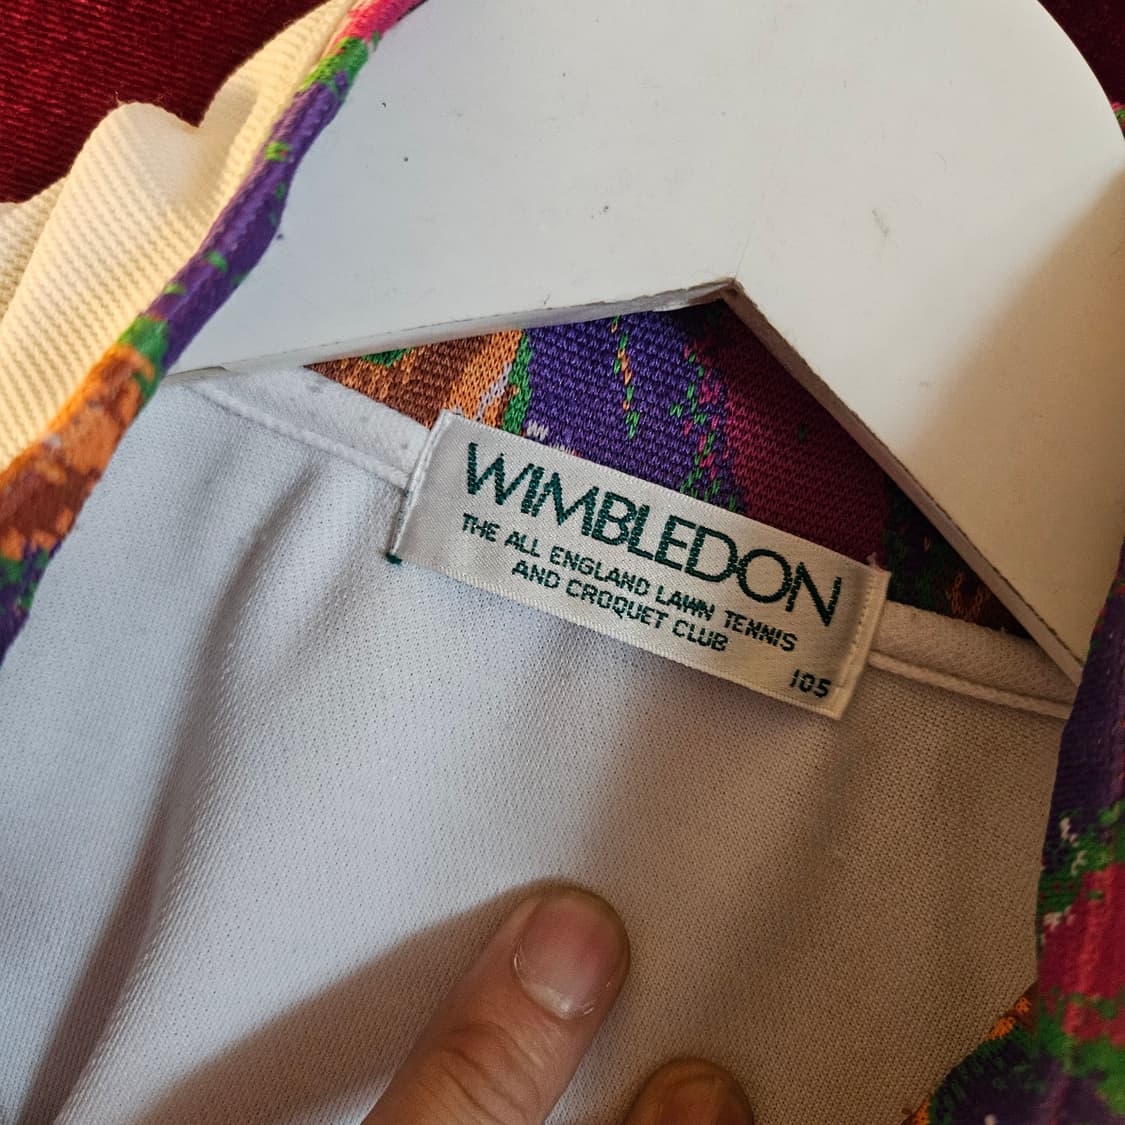 WIMBLEDON
THE ALL ENGLAND LAWN TENNIS
AND CROQUET CLUB
105